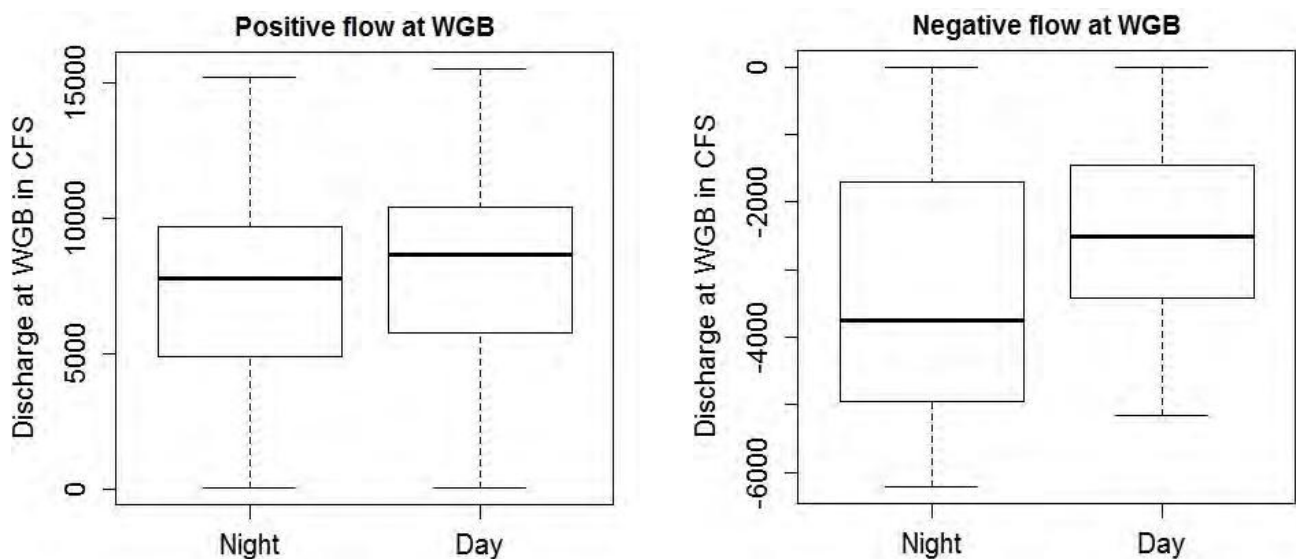 Positive flow at WGB
Discharge at WGB in CFS
15000
10000
5000
0
Night Day
Negative flow at WGB
Discharge at WGB in CFS
0
-2000
-4000
-6000
Night Day